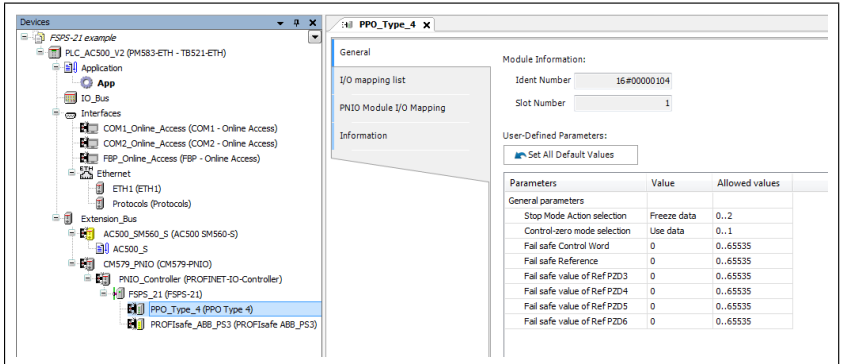 Devices
FSPS-21 example
PLC_AC500_V2 (PM583-ETH - TB521-ETH)
Application
App
IO_Bus
Interfaces
COM1_Online_Access (COM1 - Online Access)
COM2_Online_Access (COM2 - Online Access)
FBP_Online_Access (FBP - Online Access)
ETH
Ethernet
ETH1 (ETH1)
Protocols (Protocols)
Extension_Bus
AC500_SM560_S (AC500 SM560-S)
AC500_S
CM579_PNIO (CM579-PNIO)
PNIO_Controller (PROFINET-IO-Controller)
FSPS_21 (FSPS-21)
PPO_Type_4 (PPO Type 4)
PROFIsafe_ABB_PS3 (PROFIsafe ABB_PS3)
PPO_Type_4 X
General
I/O mapping list
PNIO Module I/O Mapping
Information
Module Information:
Ident Number 16#00000104
Slot Number 1
User-Defined Parameters:
Set All Default Values
Parameters Value Allowed values
General parameters
Stop Mode Action selection Freeze data 0..2
Control-zero mode selection Use data 0..1
Fail safe Control Word 0 0..65535
Fail safe Reference 0 0..65535
Fail safe value of Ref PZD3 0 0..65535
Fail safe value of Ref PZD4 0 0..65535
Fail safe value of Ref PZD5 0 0..65535
Fail safe value of Ref PZD6 0 0..65535